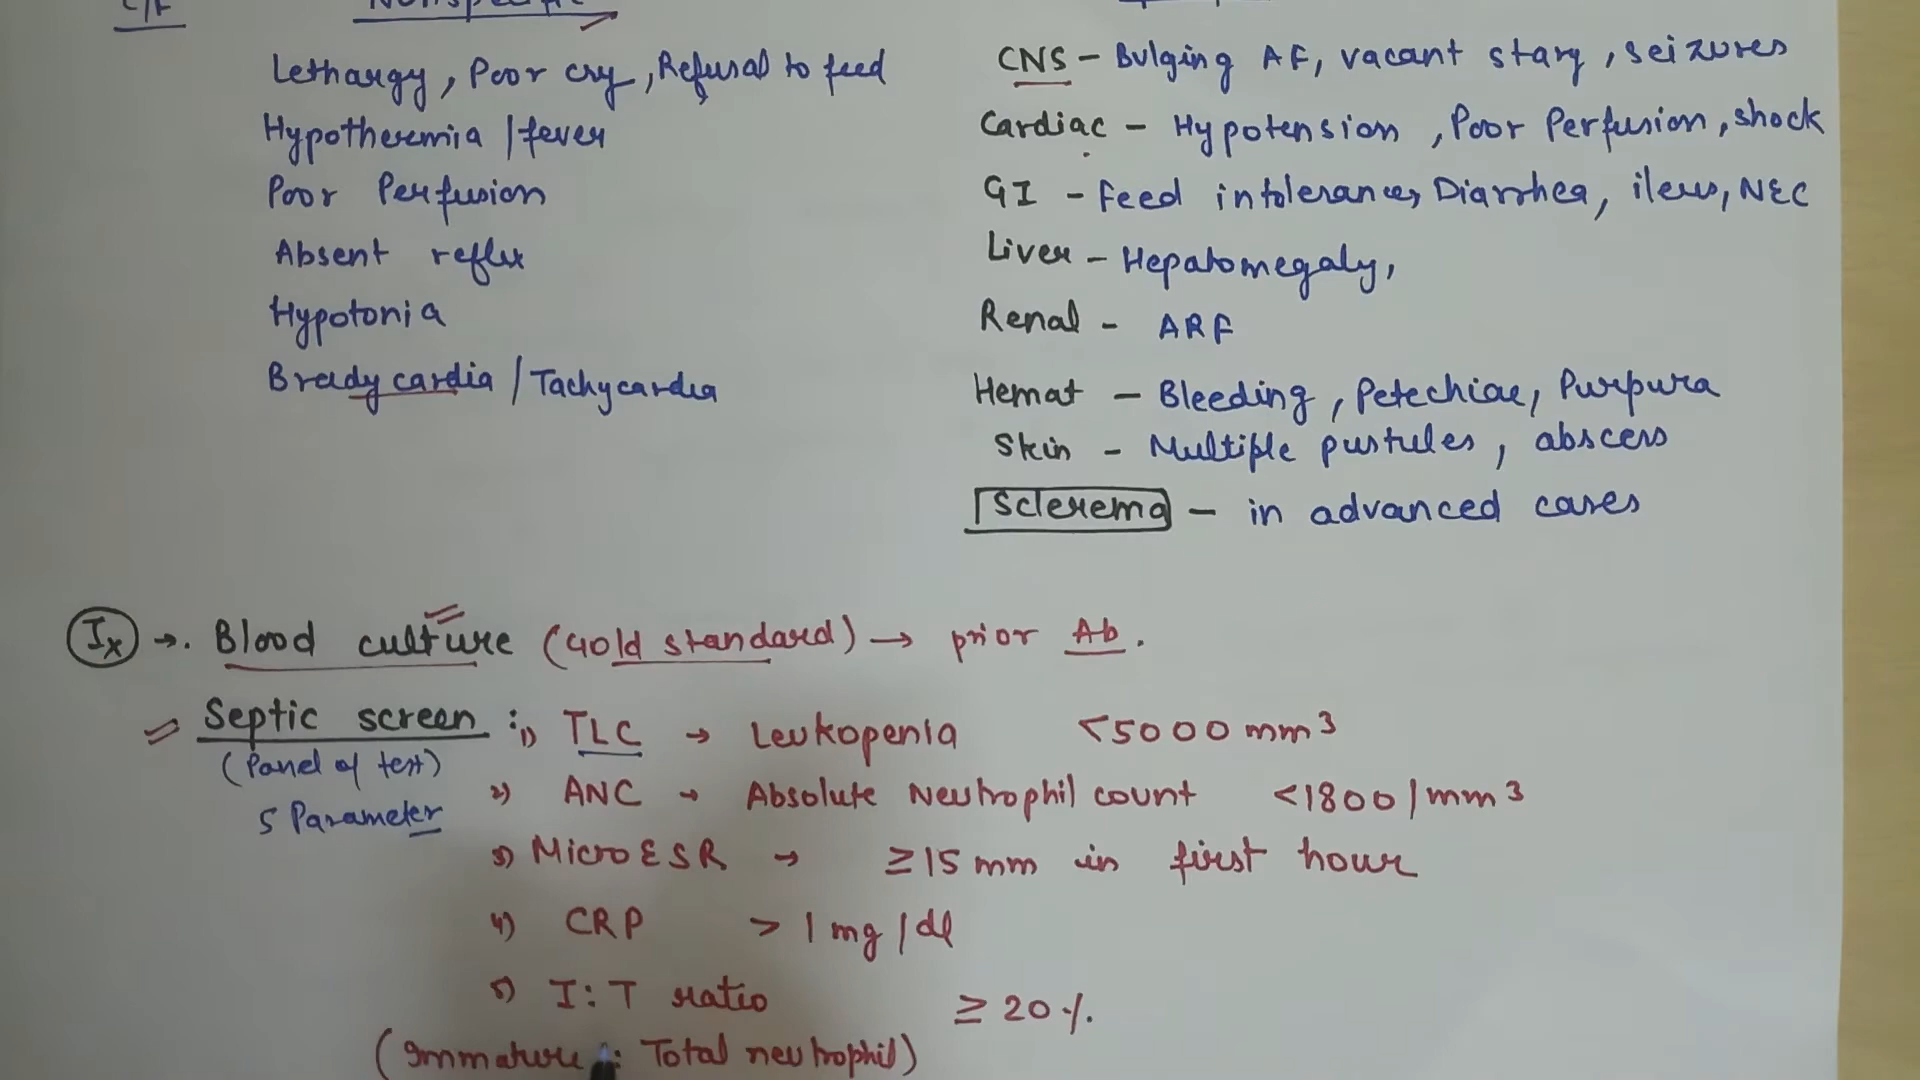 C/F
Lethargy, Poor cry, Refusal to feed
Hypothermia / fever
Poor Perfusion
Absent reflex
Hypotonia
Bradycardia / Tachycardia
CNS - Bulging AF, vacant stary, seizures
Cardiac - Hypotension, Poor Perfusion, shock
GI - Feed intolerance, Diarrhea, ileus, NEC
Liver - Hepatomegaly,
Renal - ARF
Hemat - Bleeding, Petechiae, Purpura
Skin - Multiple pustules, abscess
Sclerema - in advanced cases
Ix →. Blood culture (Gold standard) → prior Ab.
Septic screen : 1) TLC → Leukopenia <5000 mm3
(Panel of test)
5 Parameter
2) ANC → Absolute Neutrophil count <1800/mm3
3) Micro ESR → ≥15 mm in first hour
4) CRP > 1 mg/dl
5) I:T ratio ≥ 20 %.
(Immature : Total neutrophil)